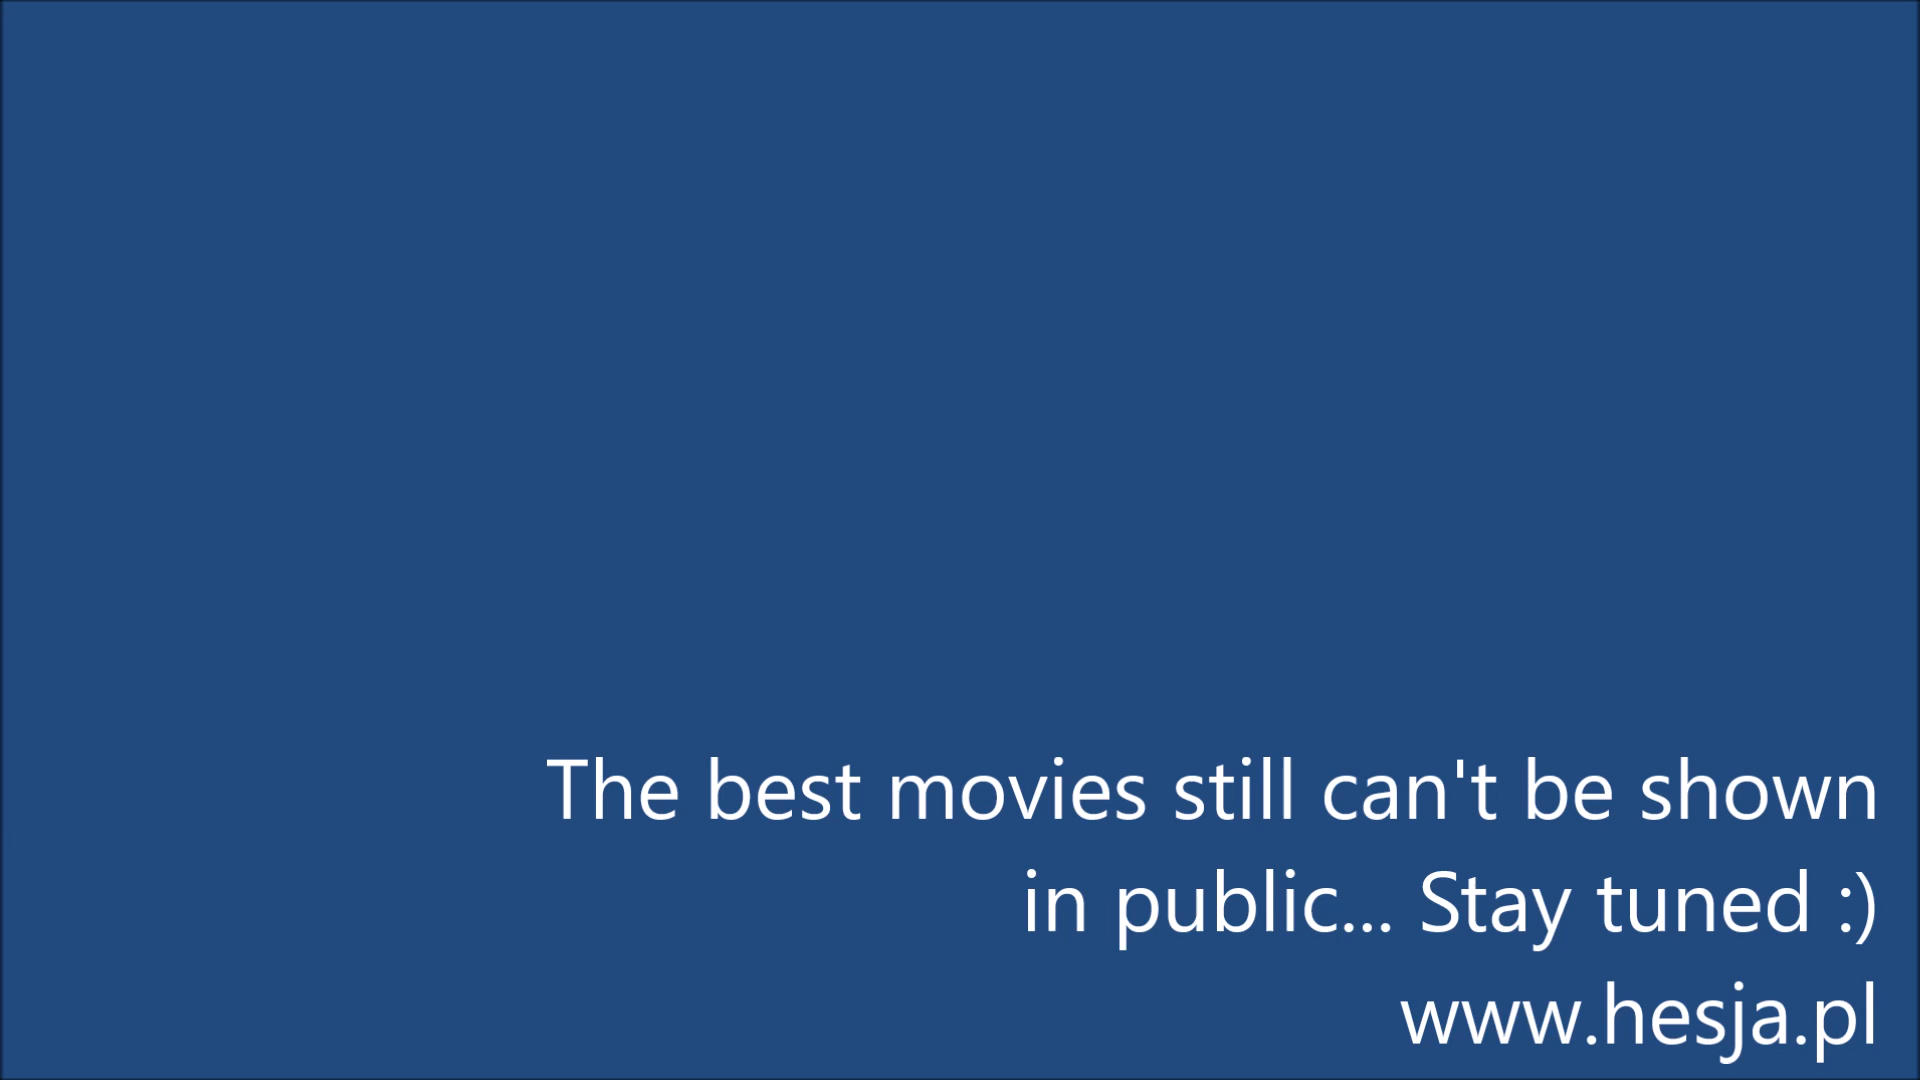 The best movies still can't be shown
in public... Stay tuned :)
www.hesja.pl